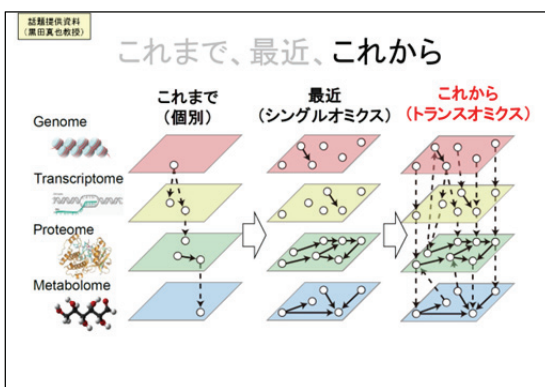 話題提供資料
(黒田真也教授)
これまで、最近、これから
これまで
(個別)
最近
(シングルオミクス)
これから
(トランスオミクス)
Genome
Transcriptome
Proteome
Metabolome